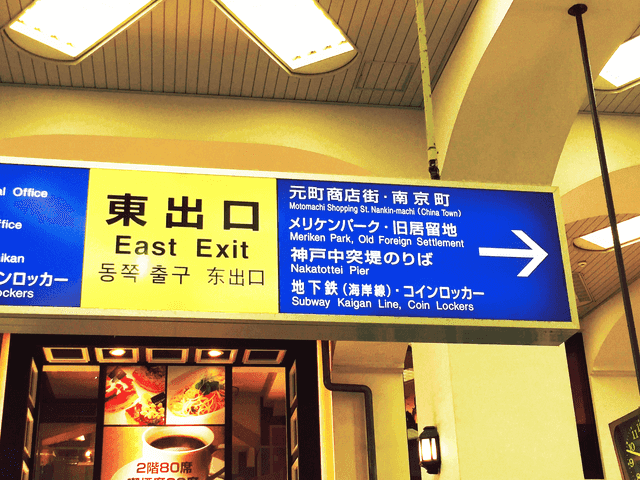 al Office
ffice
aikan
インロッカー
ockers
東出口
East Exit
동쪽 출구 东出口
元町商店街・南京町
Motomachi Shopping St. Nankin-machi (China Town)
メリケンパーク・旧居留地
Meriken Park, Old Foreign Settlement
神戸中突堤のりば
Nakatottei Pier
地下鉄(海岸線)・コインロッカー
Subway Kaigan Line, Coin Lockers
2階80席